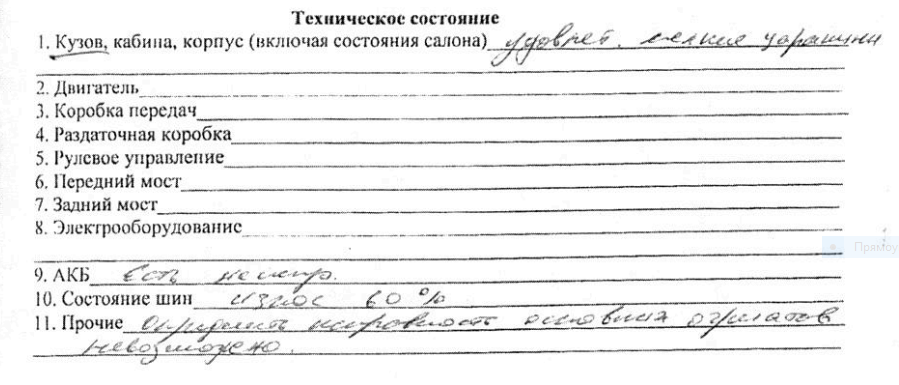 Техническое состояние
1. Кузов, кабина, корпус (включая состояния салона) удовлет. мелкие царапины
2. Двигатель
3. Коробка передач
4. Раздаточная коробка
5. Рулевое управление
6. Передний мост
7. Задний мост
8. Электрооборудование
Прямоу
9. АКБ Есть неиспр.
10. Состояние шин износ 60 %
11. Прочие Определить исправность основных агрегатов
невозможно.